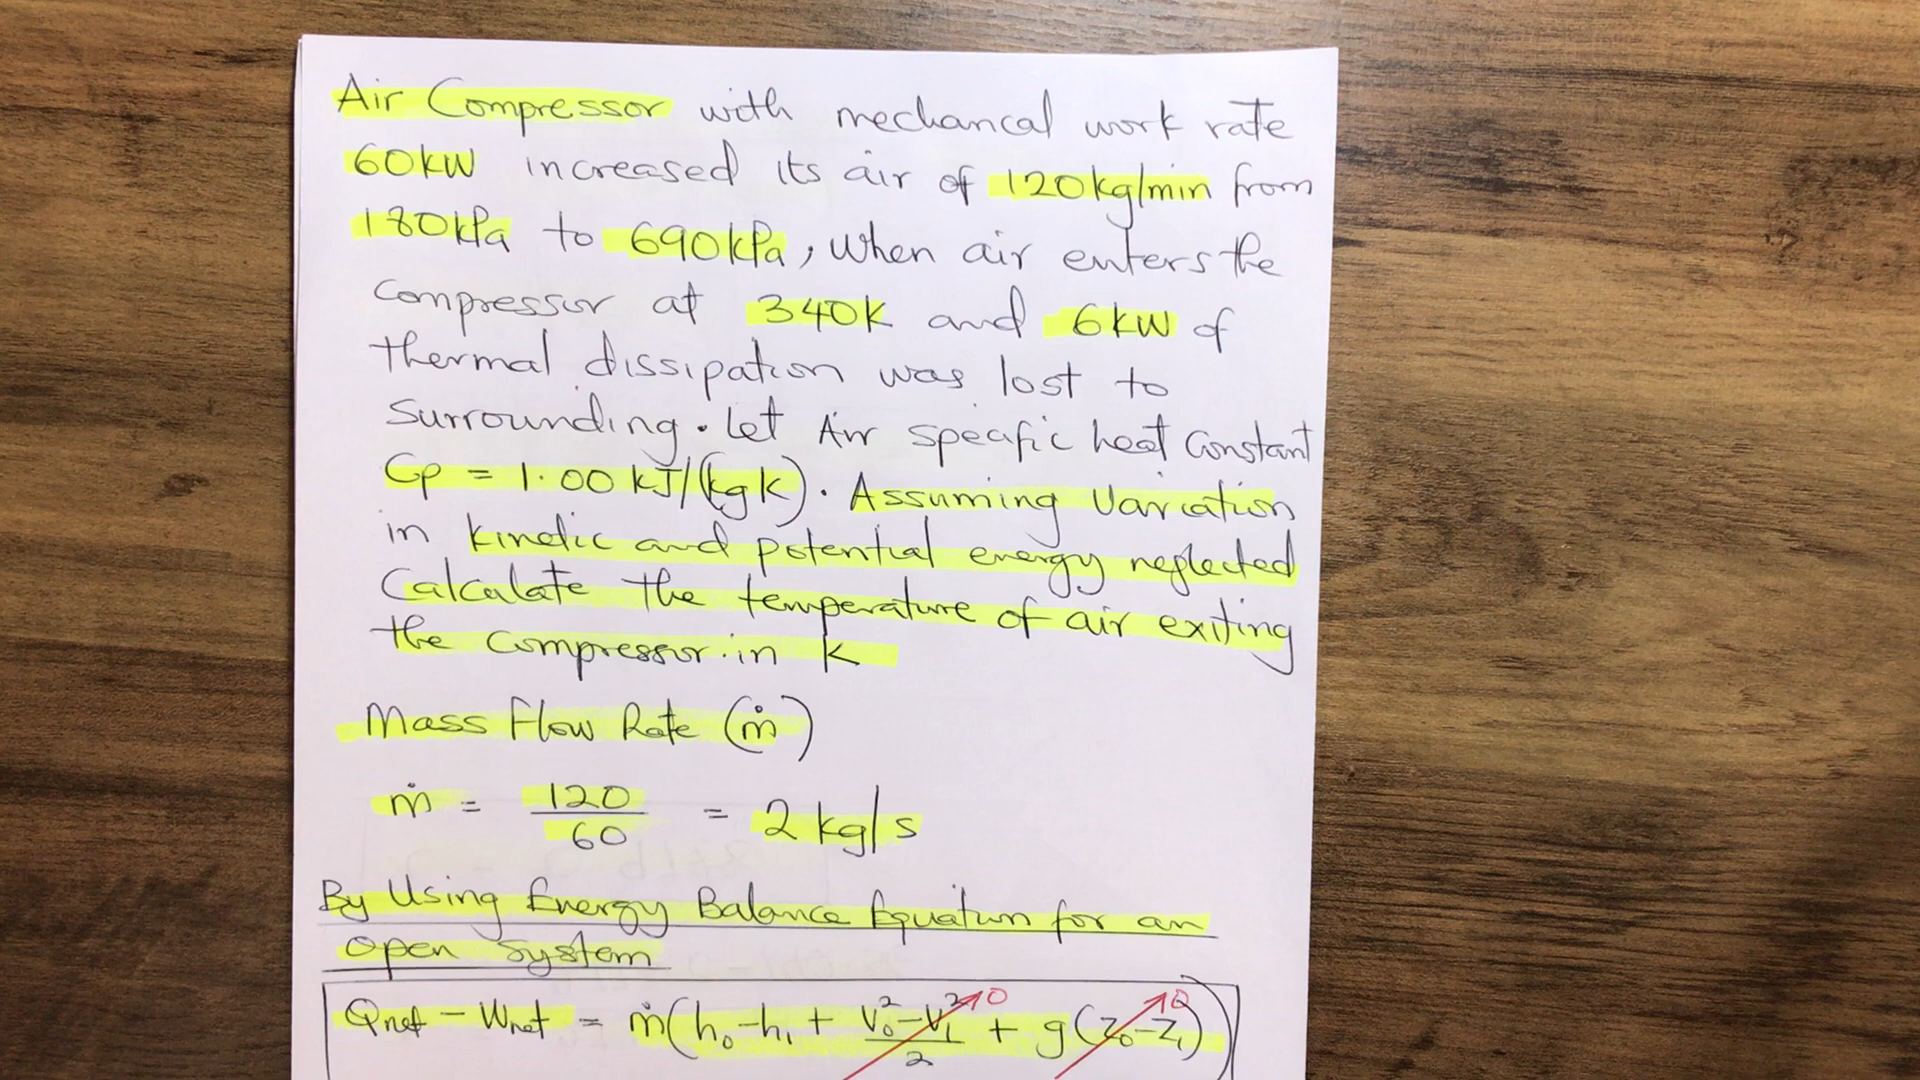 Air Compressor with mechancal work rate
60kW increased its air of 120kg/min from
180kPa to 690kPa, when air enters the
compressor at 340K and 6kW of
thermal dissipation was lost to
surrounding. Let Air specific heat constant
Cp = 1.00 kJ/(kgK). Assuming variation
in kinetic and potential energy neglected
Calculate the temperature of air exiting
the compressor in K
Mass Flow Rate (ṁ)
ṁ = 120/60 = 2 kg/s
By Using Energy Balance Equation for an
open system
Qnet - Wnet = ṁ(h₀ - h₁ + (V₀² - V₁²)/2 + g(z₀ - z₁))
0 0